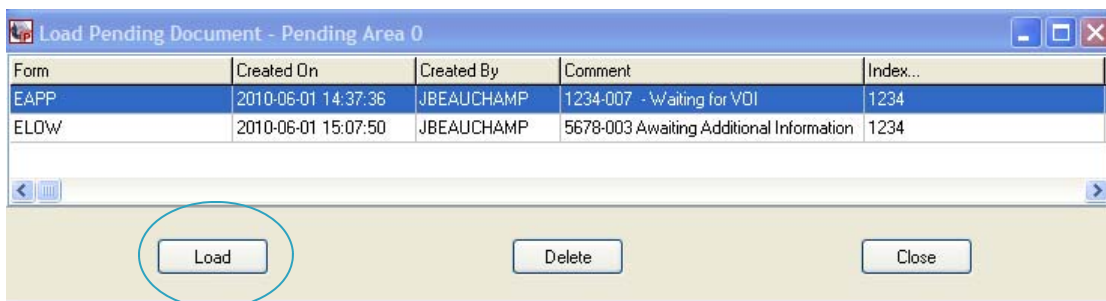 Load Pending Document - Pending Area 0
Form Created On Created By Comment Index...
EAPP 2010-06-01 14:37:36 JBEAUCHAMP 1234-007 - Waiting for VOI 1234
ELOW 2010-06-01 15:07:50 JBEAUCHAMP 5678-003 Awaiting Additional Information 1234
Load Delete Close